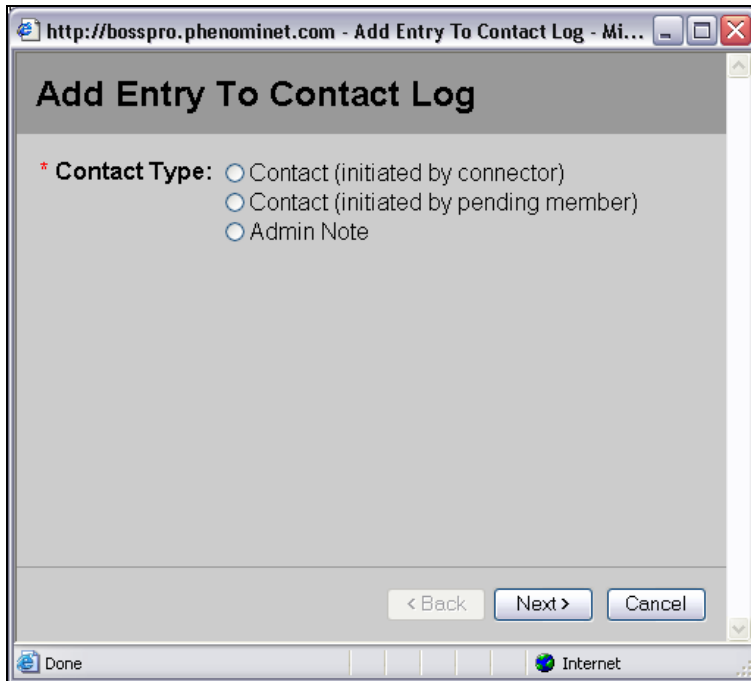 http://bosspro.phenominet.com - Add Entry To Contact Log - Mi...
Add Entry To Contact Log
* Contact Type: Contact (initiated by connector)
Contact (initiated by pending member)
Admin Note
< Back Next > Cancel
Done Internet